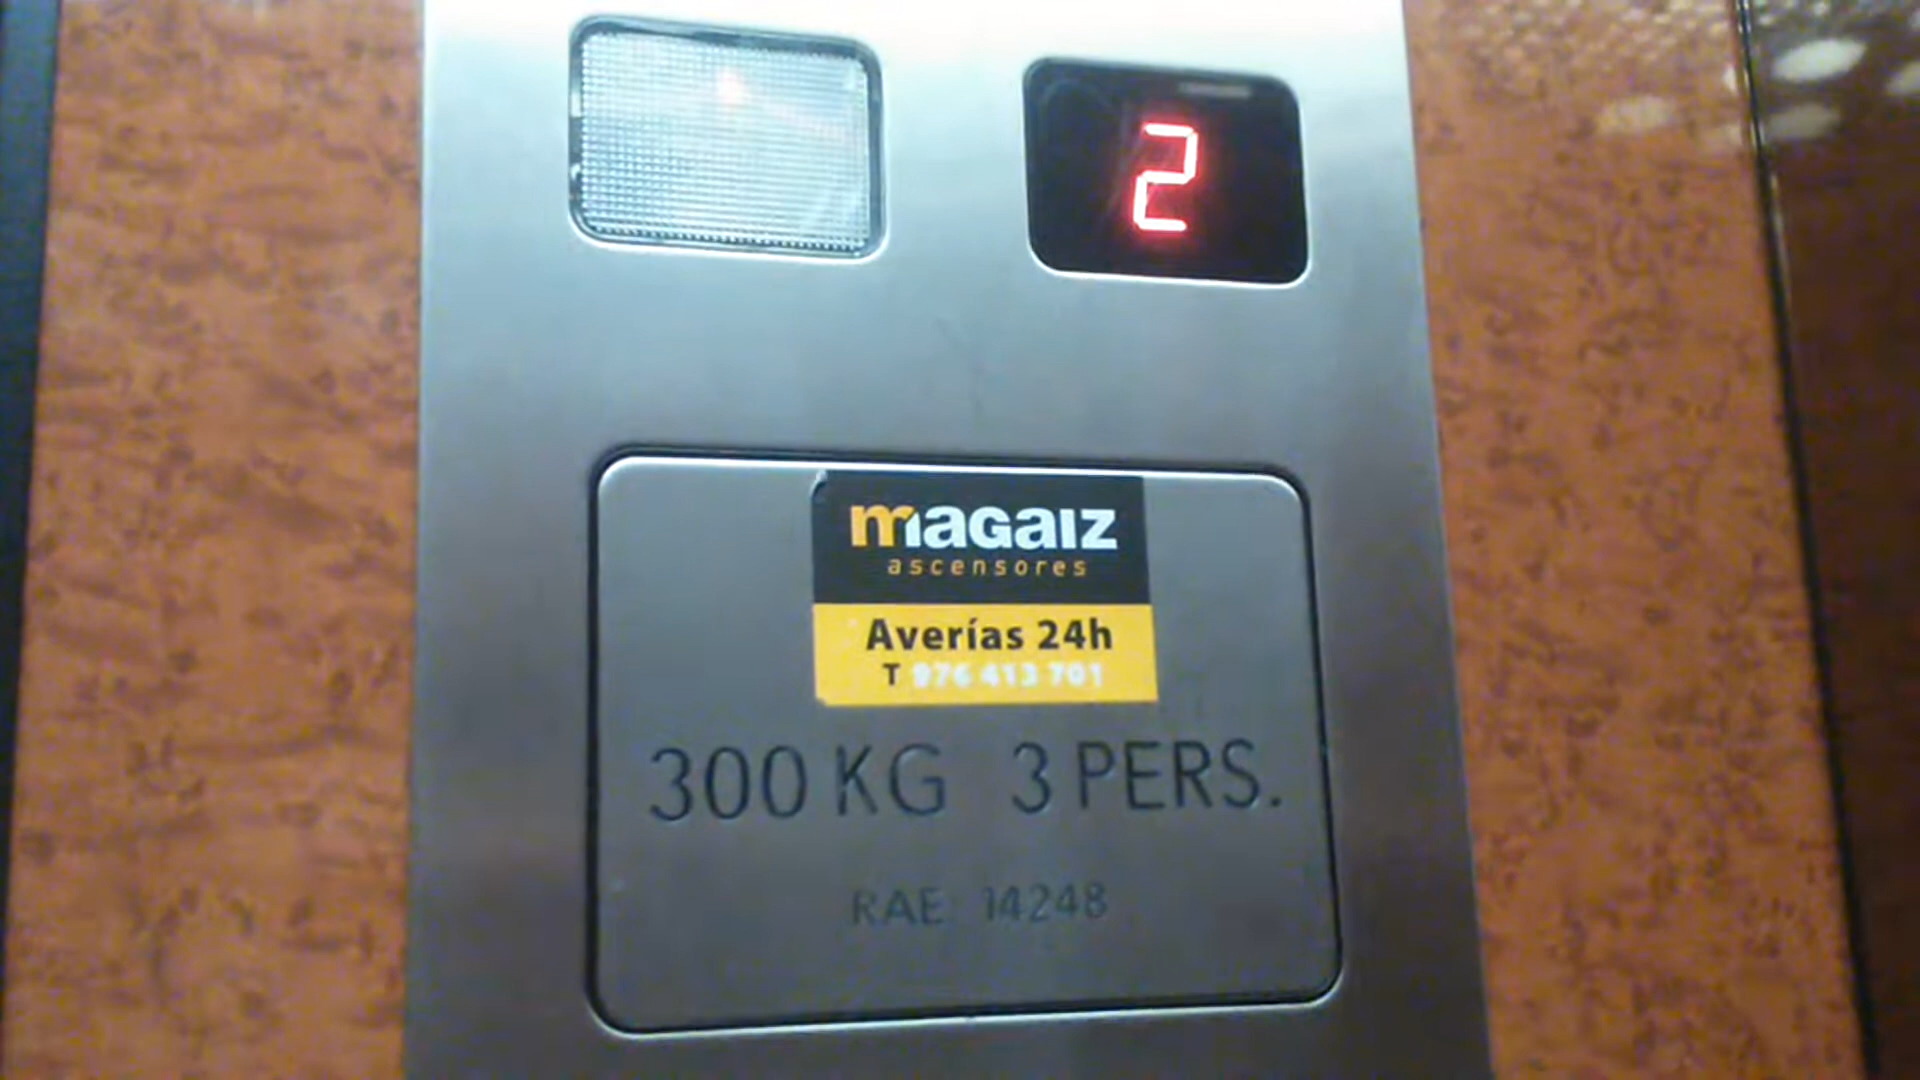 2
magaiz
ascensores
Averías 24h
T 976 413 701
300 KG 3 PERS.
RAE 14248